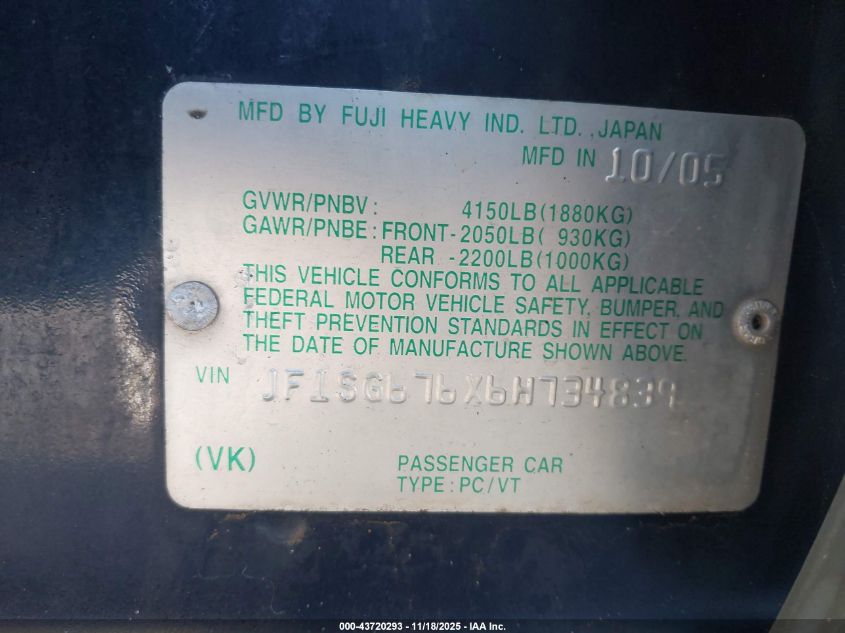 MFD BY FUJI HEAVY IND. LTD., JAPAN
MFD IN 10/05
GVWR/PNBV: 4150LB(1880KG)
GAWR/PNBE: FRONT-2050LB( 930KG)
REAR -2200LB(1000KG)
THIS VEHICLE CONFORMS TO ALL APPLICABLE
FEDERAL MOTOR VEHICLE SAFETY, BUMPER, AND
THEFT PREVENTION STANDARDS IN EFFECT ON
THE DATE OF MANUFACTURE SHOWN ABOVE.
VIN JF1SG676X6H734839
(VK) PASSENGER CAR
TYPE: PC/VT
000-43720293 - 11/18/2025 - IAA Inc.